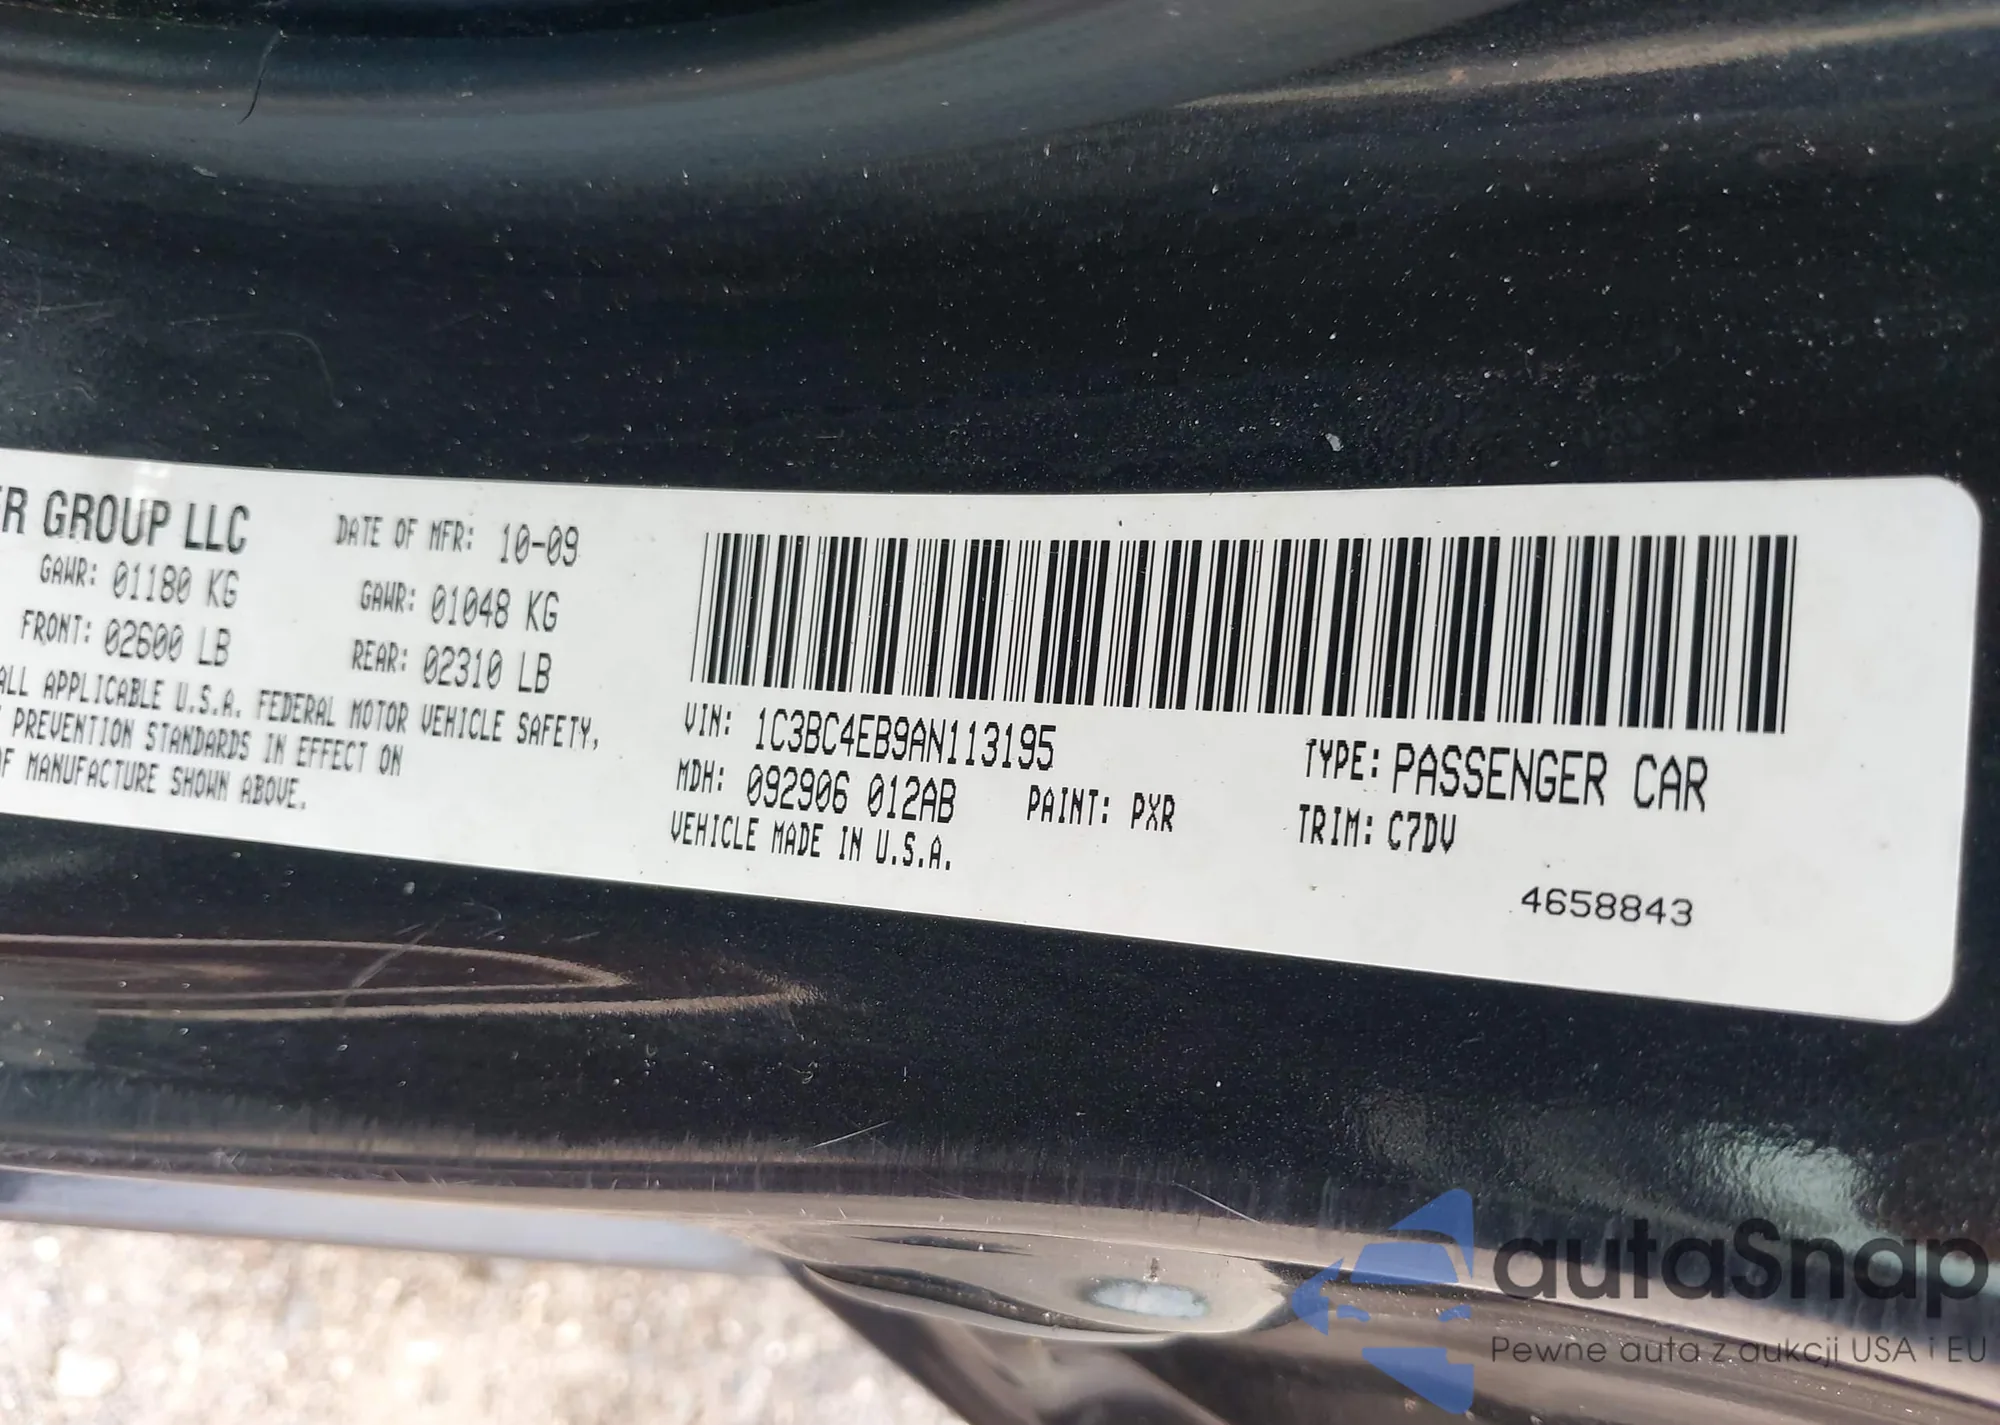 ER GROUP LLC
DATE OF MFR: 10-09
GAWR: 01180 KG
GAWR: 01048 KG
FRONT: 02600 LB
REAR: 02310 LB
ALL APPLICABLE U.S.A. FEDERAL MOTOR VEHICLE SAFETY,
PREVENTION STANDARDS IN EFFECT ON
OF MANUFACTURE SHOWN ABOVE.
VIN: 1C3BC4EB9AN113195
TYPE: PASSENGER CAR
MDH: 092906 012AB
PAINT: PXR
TRIM: C7DV
VEHICLE MADE IN U.S.A.
4658843
autaSnap
Pewne auta z aukcji USA i EU